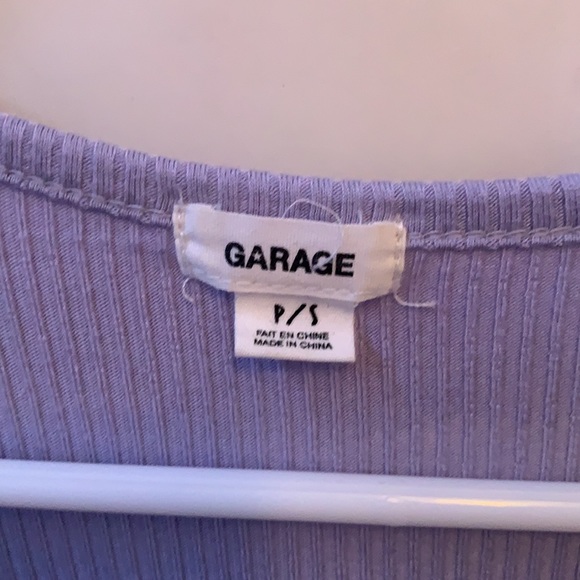 GARAGE
P/S
FAIT EN CHINE
MADE IN CHINA